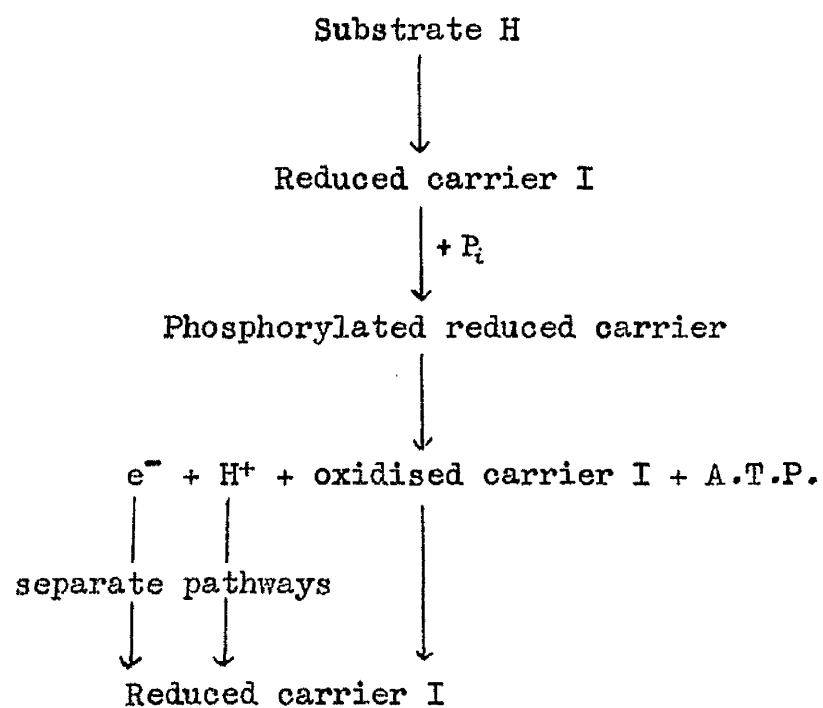 Substrate H
Reduced carrier I
+ Pi
Phosphorylated reduced carrier
e⁻ + H⁺ + oxidised carrier I + A.T.P.
separate pathways
Reduced carrier I